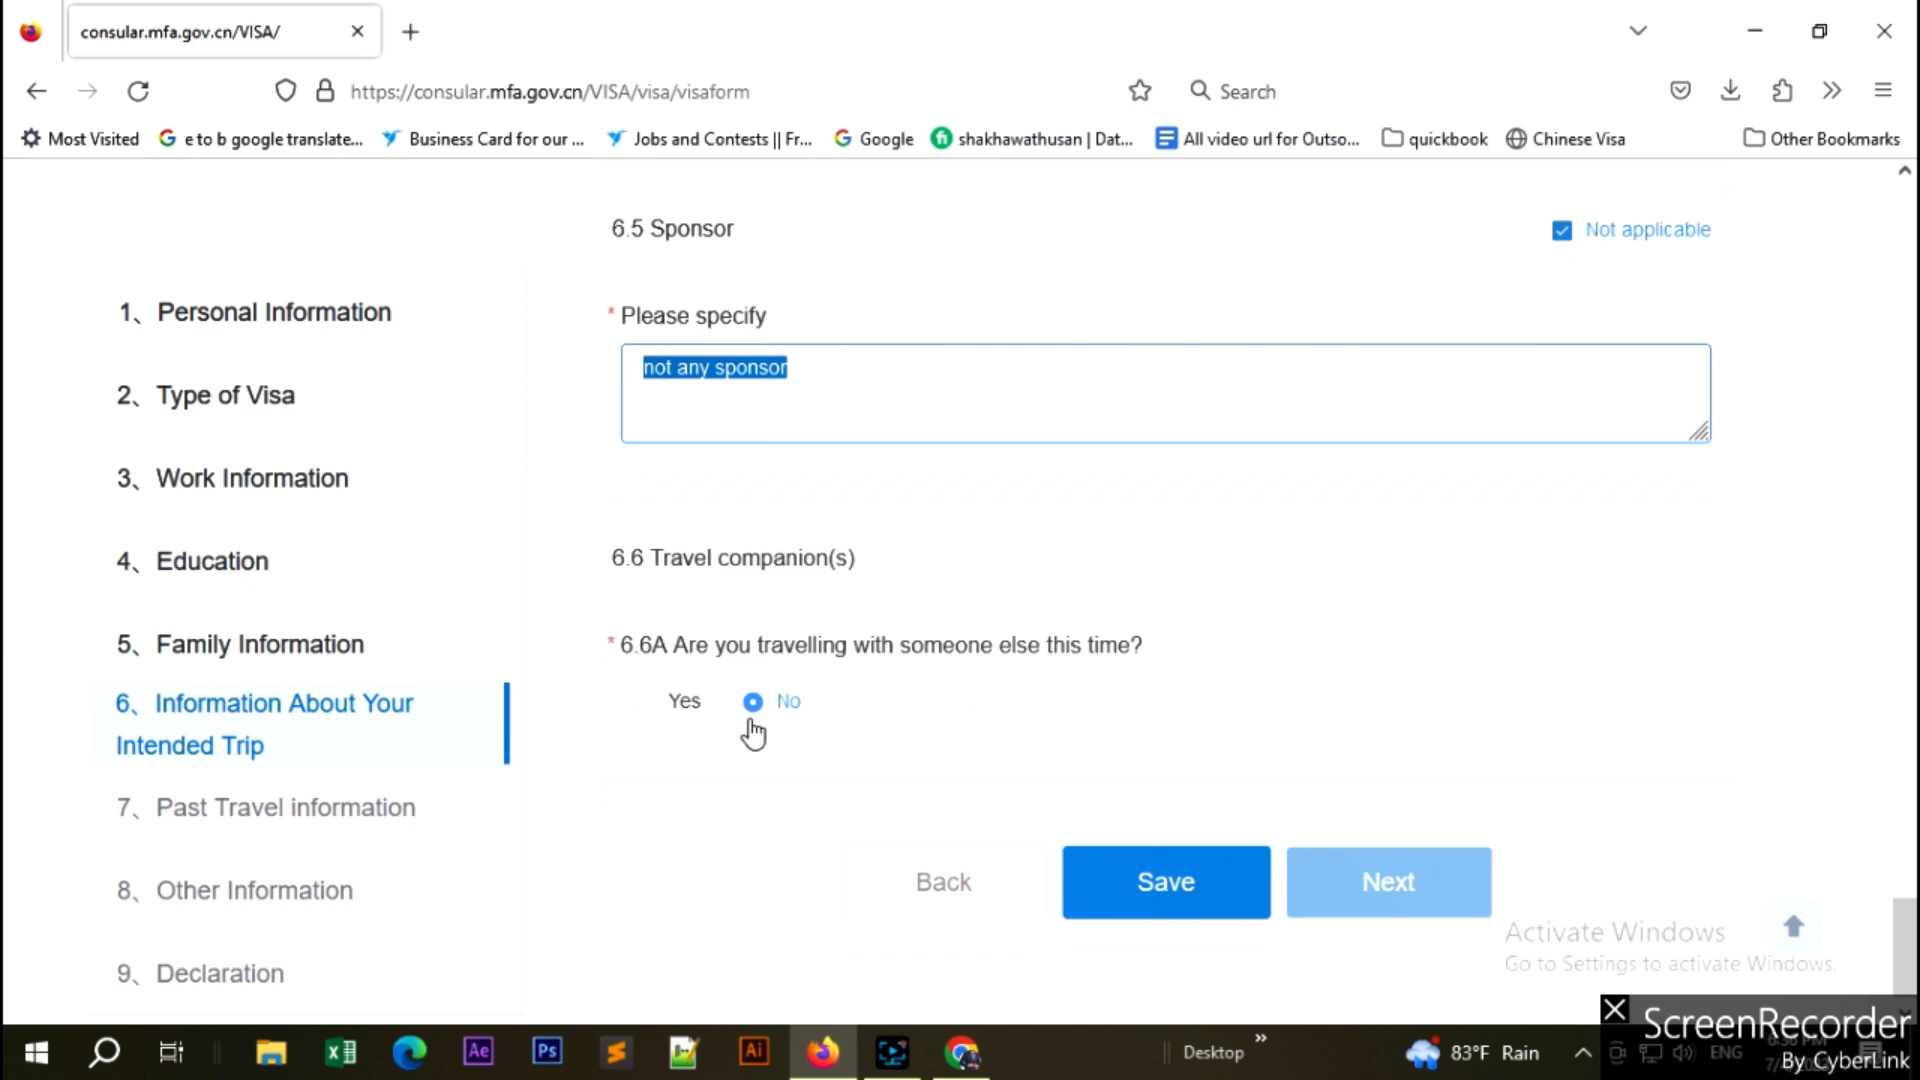 consular.mfa.gov.cn/VISA/
https://consular.mfa.gov.cn/VISA/visa/visaform
Search
Most Visited
e to b google translate...
Business Card for our ...
Jobs and Contests || Fr...
Google
shakhawathusan | Dat...
All video url for Outso...
quickbook
Chinese Visa
Other Bookmarks
6.5 Sponsor
Not applicable
1、 Personal Information
2、 Type of Visa
3、 Work Information
4、 Education
5、 Family Information
6、 Information About Your
Intended Trip
7、 Past Travel information
8、 Other Information
9、 Declaration
* Please specify
not any sponsor
6.6 Travel companion(s)
* 6.6A Are you travelling with someone else this time?
Yes
No
Back
Save
Next
Activate Windows
Go to Settings to activate Windows.
ScreenRecorder
By CyberLink
Ae
Ps
Ai
Desktop
83°F Rain
ENG